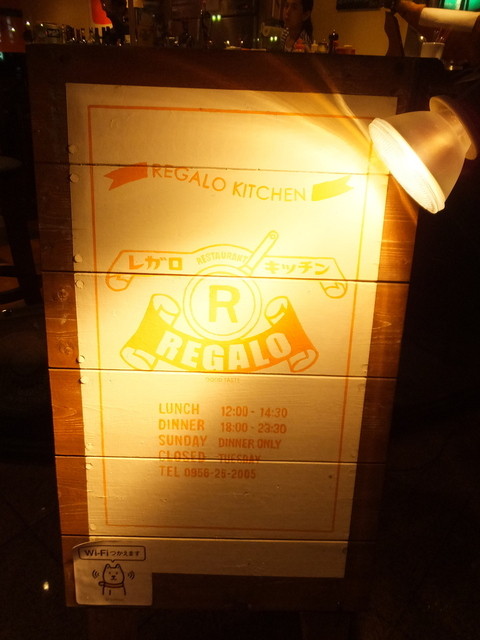 REGALO KITCHEN
レガロ RESTAURANT キッチン
R
REGALO
LUNCH 12:00 - 14:30
DINNER 18:00 - 23:30
SUNDAY DINNER ONLY
CLOSED TUESDAY
TEL 0956-26-2005
Wi-Fiつかえます